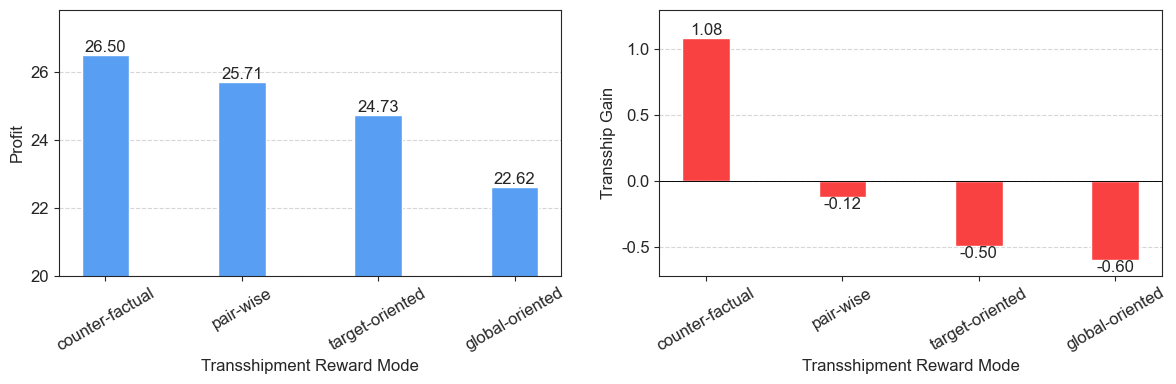 26.50
25.71
24.73
22.62
26
24
22
20
Profit
counter-factual
pair-wise
target-oriented
global-oriented
Transshipment Reward Mode
1.08
-0.12
-0.50
-0.60
1.0
0.5
0.0
-0.5
Transship Gain
counter-factual
pair-wise
target-oriented
global-oriented
Transshipment Reward Mode